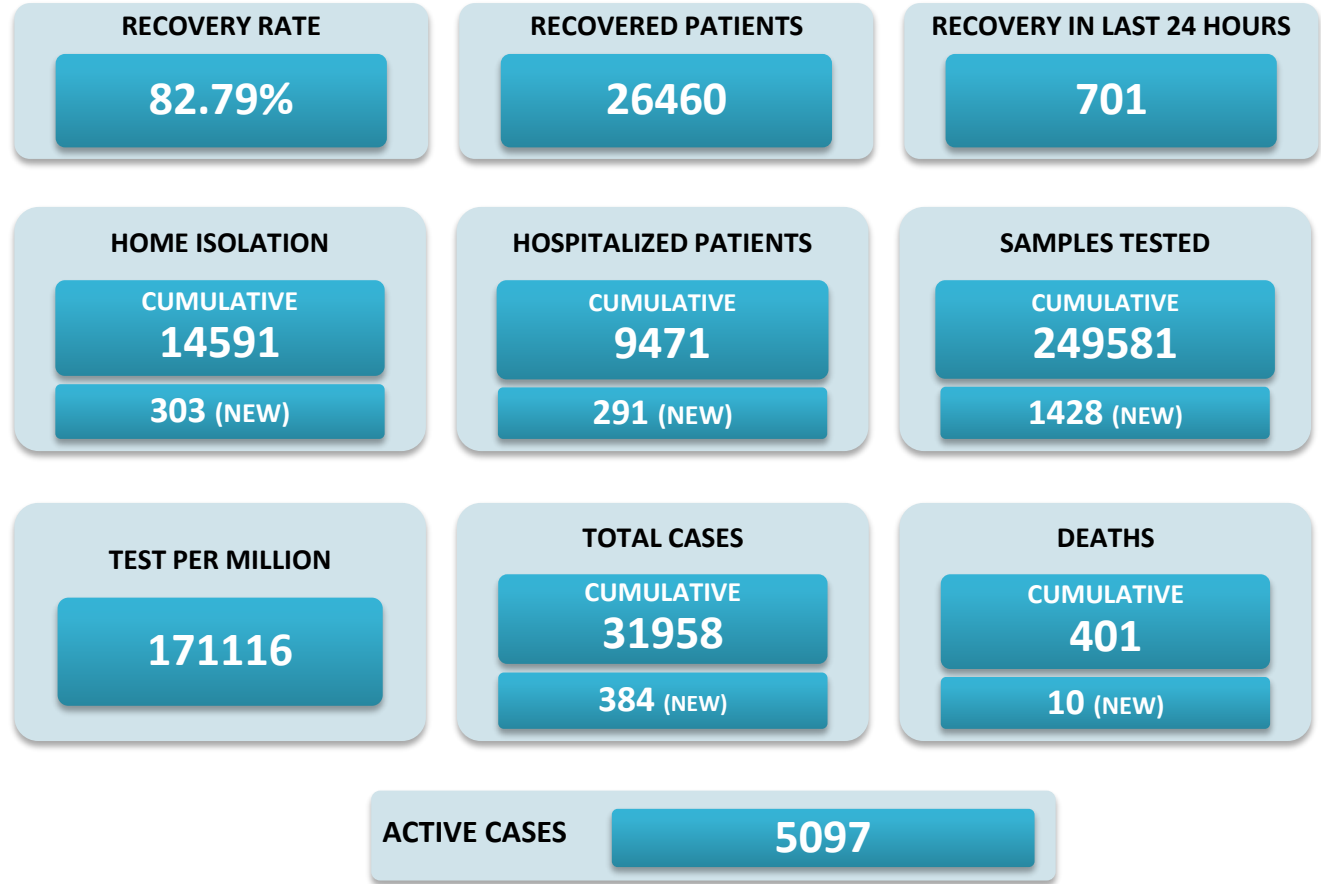 RECOVERY RATE
82.79%
RECOVERED PATIENTS
26460
RECOVERY IN LAST 24 HOURS
701
HOME ISOLATION
CUMULATIVE
14591
303 (NEW)
HOSPITALIZED PATIENTS
CUMULATIVE
9471
291 (NEW)
SAMPLES TESTED
CUMULATIVE
249581
1428 (NEW)
TEST PER MILLION
171116
TOTAL CASES
CUMULATIVE
31958
384 (NEW)
DEATHS
CUMULATIVE
401
10 (NEW)
ACTIVE CASES
5097